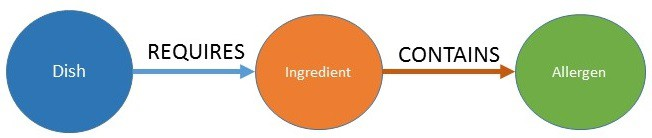 Dish
REQUIRES
Ingredient
CONTAINS
Allergen